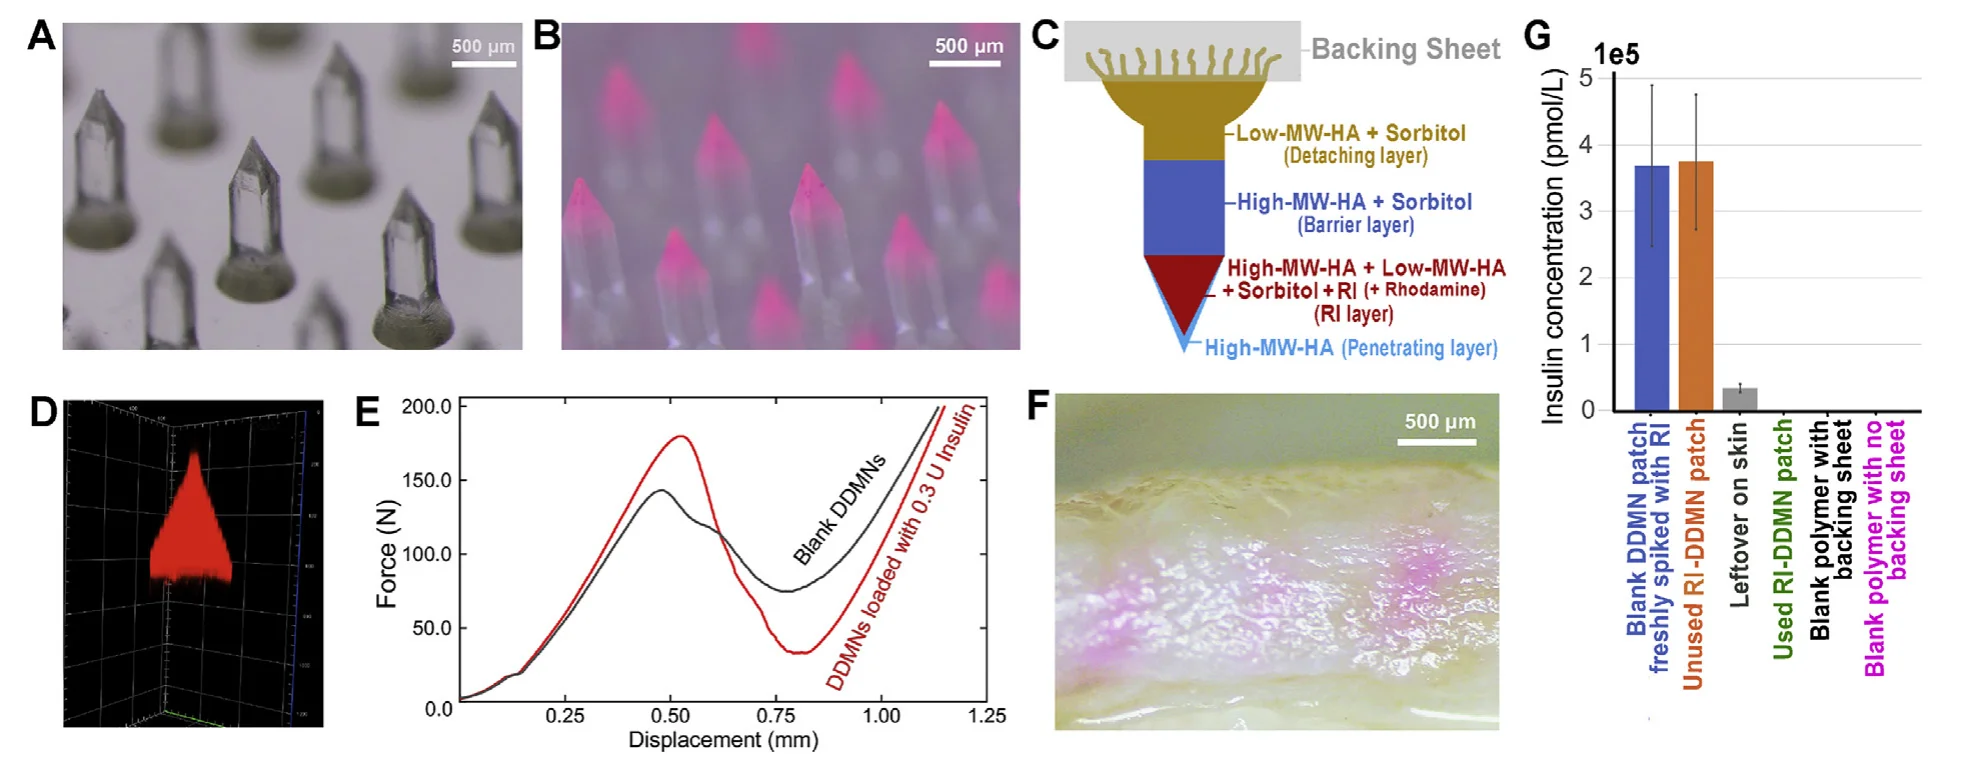 A
500 µm
B
500 µm
C
Backing Sheet
Low-MW-HA + Sorbitol
(Detaching layer)
High-MW-HA + Sorbitol
(Barrier layer)
High-MW-HA + Low-MW-HA
+ Sorbitol + RI (+ Rhodamine)
(RI layer)
High-MW-HA (Penetrating layer)
D
E
Force (N)
200.0
150.0
100.0
50.0
0.0
0.25
0.50
0.75
1.00
1.25
Displacement (mm)
Blank DDMNs
DDMNs loaded with 0.3 U Insulin
F
500 µm
G
1e5
Insulin concentration (pmol/L)
5
4
3
2
1
0
Blank DDMN patch
freshly spiked with RI
Unused RI-DDMN patch
Leftover on skin
Used RI-DDMN patch
Blank polymer with
backing sheet
Blank polymer with no
backing sheet